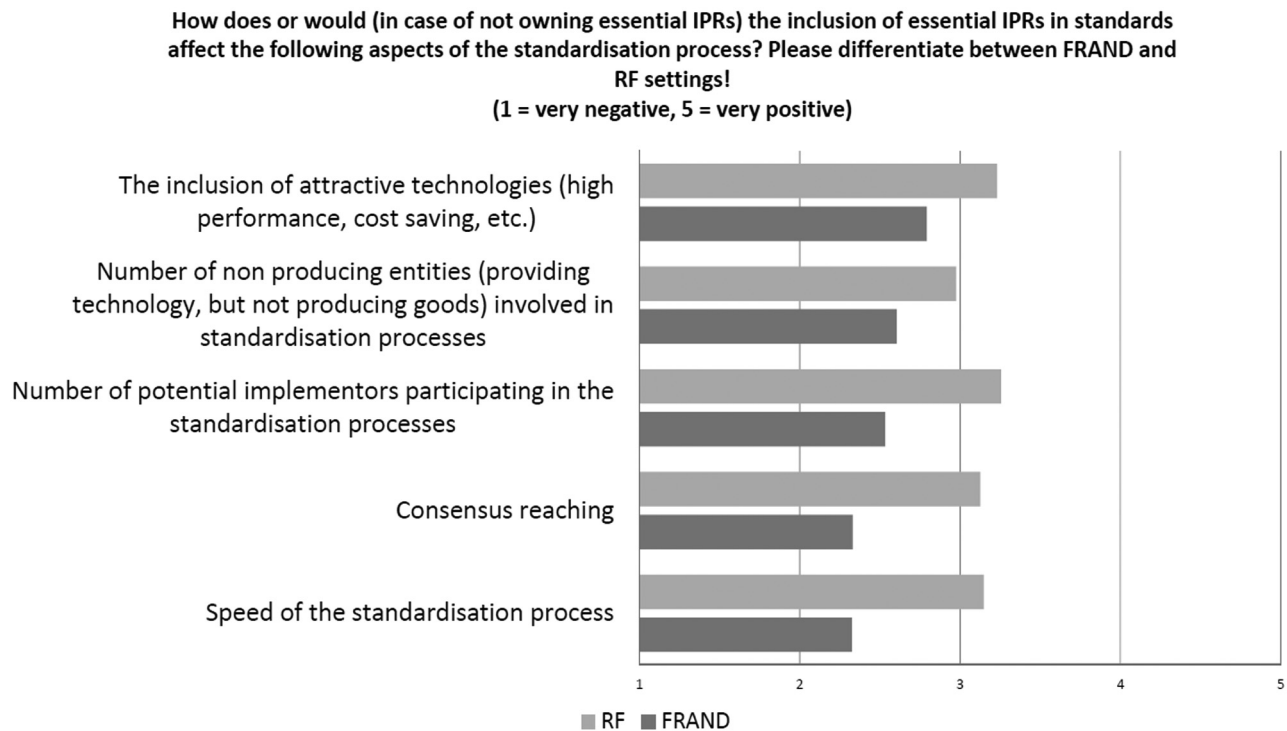 How does or would (in case of not owning essential IPRs) the inclusion of essential IPRs in standards
affect the following aspects of the standardisation process? Please differentiate between FRAND and
RF settings!
(1 = very negative, 5 = very positive)
The inclusion of attractive technologies (high
performance, cost saving, etc.)
Number of non producing entities (providing
technology, but not producing goods) involved in
standardisation processes
Number of potential implementors participating in the
standardisation processes
Consensus reaching
Speed of the standardisation process
1 2 3 4 5
RF FRAND